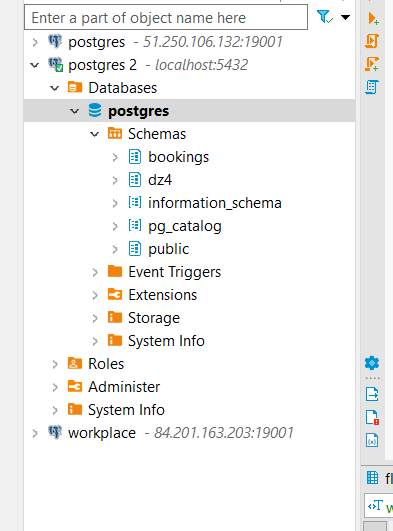 Enter a part of object name here
postgres - 51.250.106.132:19001
postgres 2 - localhost:5432
Databases
postgres
Schemas
bookings
dz4
information_schema
pg_catalog
public
Event Triggers
Extensions
Storage
System Info
Roles
Administer
System Info
workplace - 84.201.163.203:19001
fl
T w